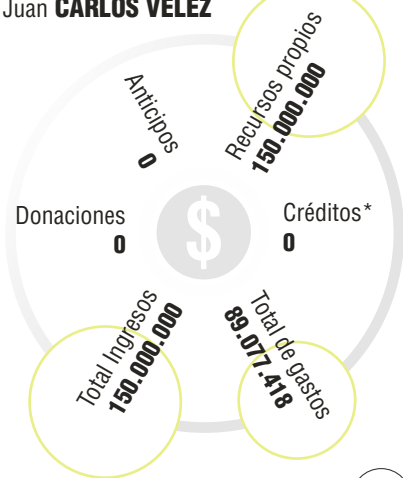 Juan CARLOS VÉLEZ
Anticipos
0
Recursos propios
150.000.000
Donaciones
0
$
Créditos*
0
Total Ingresos
150.000.000
Total de gastos
89.077.418